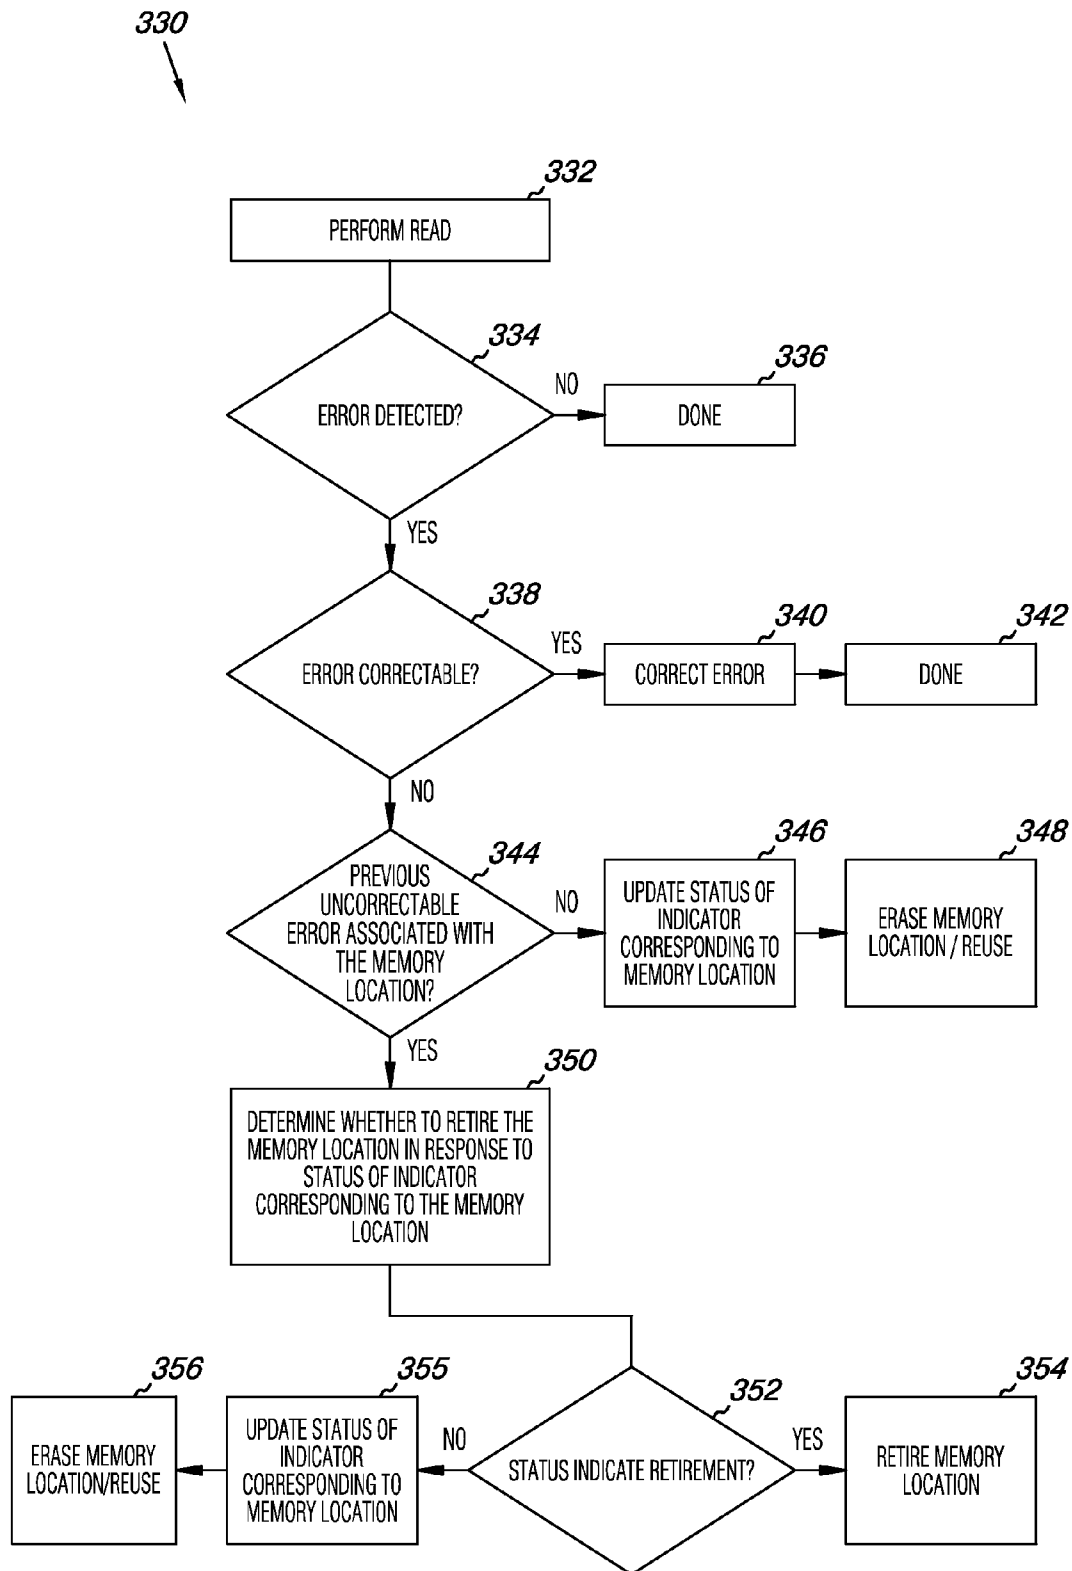 330
332
PERFORM READ
334
ERROR DETECTED?
NO
336
DONE
YES
338
ERROR CORRECTABLE?
YES
340
CORRECT ERROR
342
DONE
NO
344
PREVIOUS
UNCORRECTABLE
ERROR ASSOCIATED WITH
THE MEMORY
LOCATION?
NO
346
UPDATE STATUS OF
INDICATOR
CORRESPONDING TO
MEMORY LOCATION
348
ERASE MEMORY
LOCATION / REUSE
YES
350
DETERMINE WHETHER TO RETIRE THE
MEMORY LOCATION IN RESPONSE TO
STATUS OF INDICATOR
CORRESPONDING TO THE MEMORY
LOCATION
352
STATUS INDICATE RETIREMENT?
YES
354
RETIRE MEMORY
LOCATION
NO
355
UPDATE STATUS OF
INDICATOR
CORRESPONDING TO
MEMORY LOCATION
356
ERASE MEMORY
LOCATION/REUSE